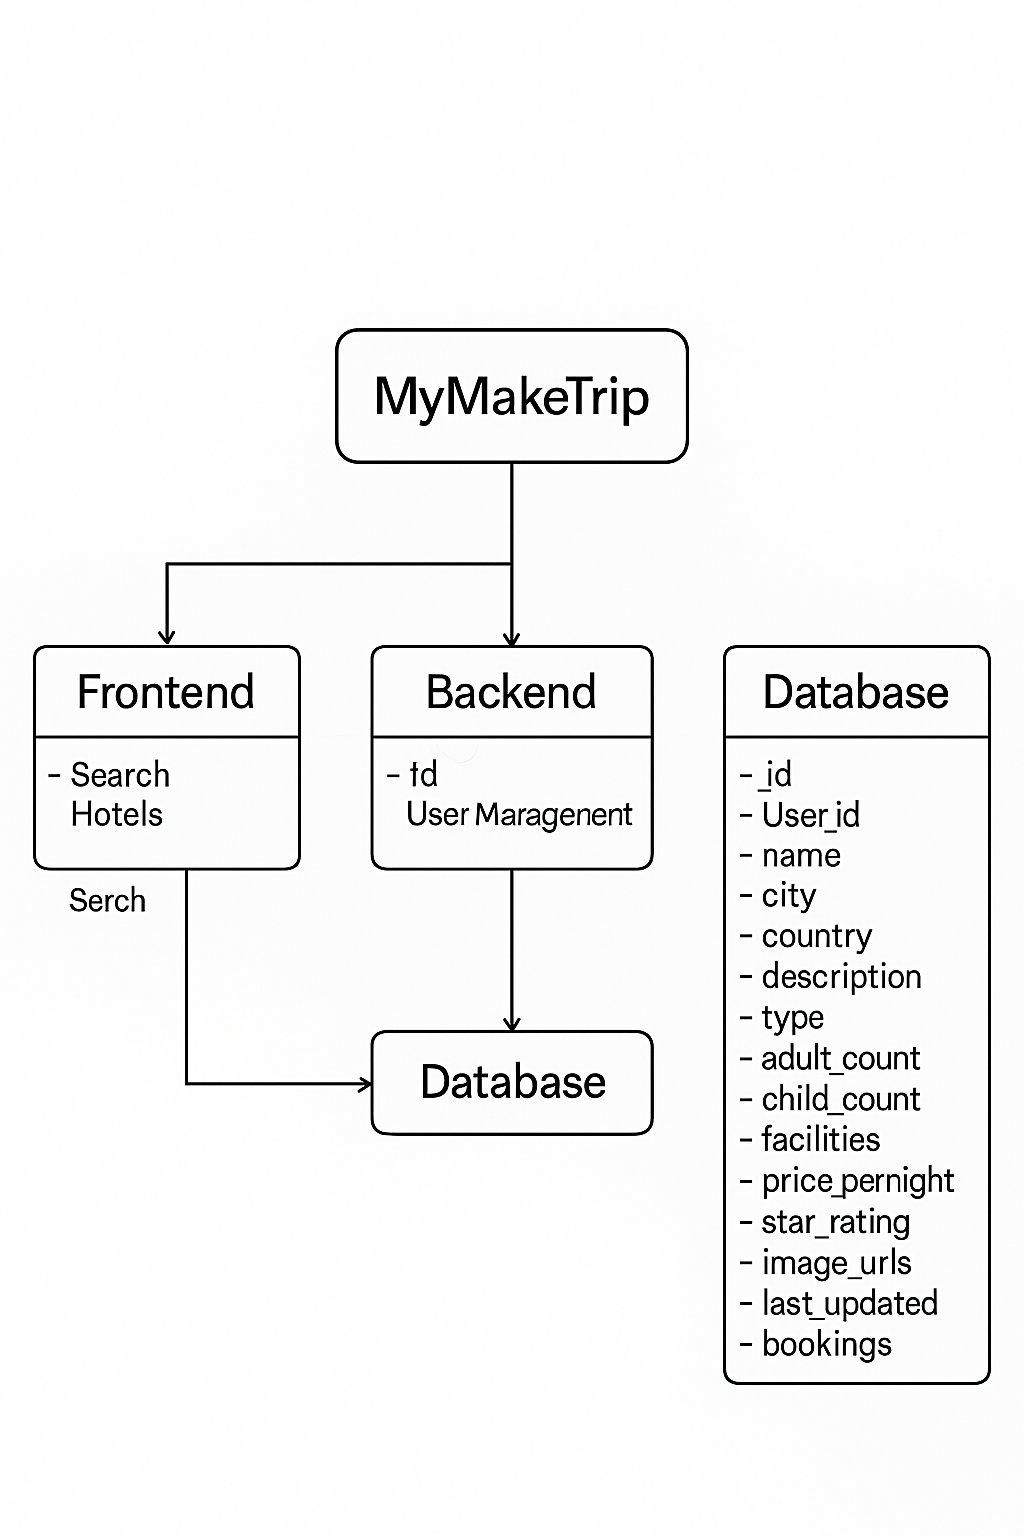 MyMakeTrip
Frontend
- Search
Hotels
Serch
Backend
- td
User Maragenent
Database
Database
- _id
- User_id
- name
- city
- country
- description
- type
- adult_count
- child_count
- facilities
- price_pernight
- star_rating
- image_urls
- last_updated
- bookings